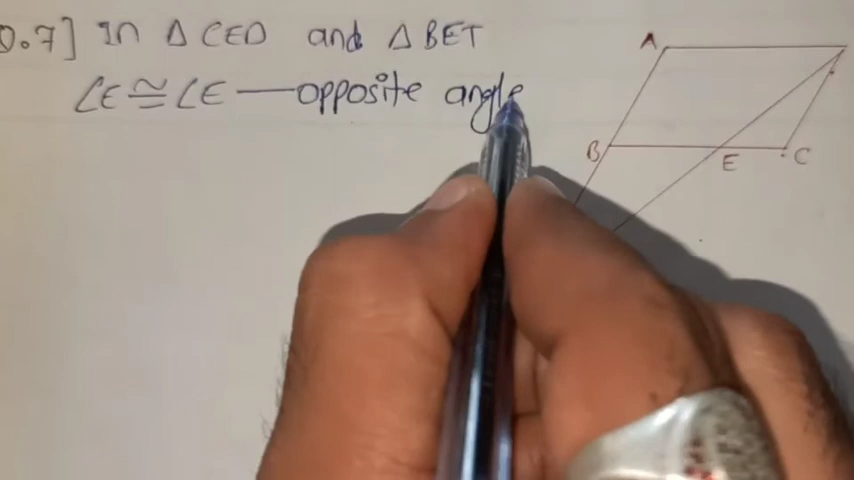 Q.7] In △ CED and △ BET
∠E ≅ ∠E — opposite angle
A
B
E
C